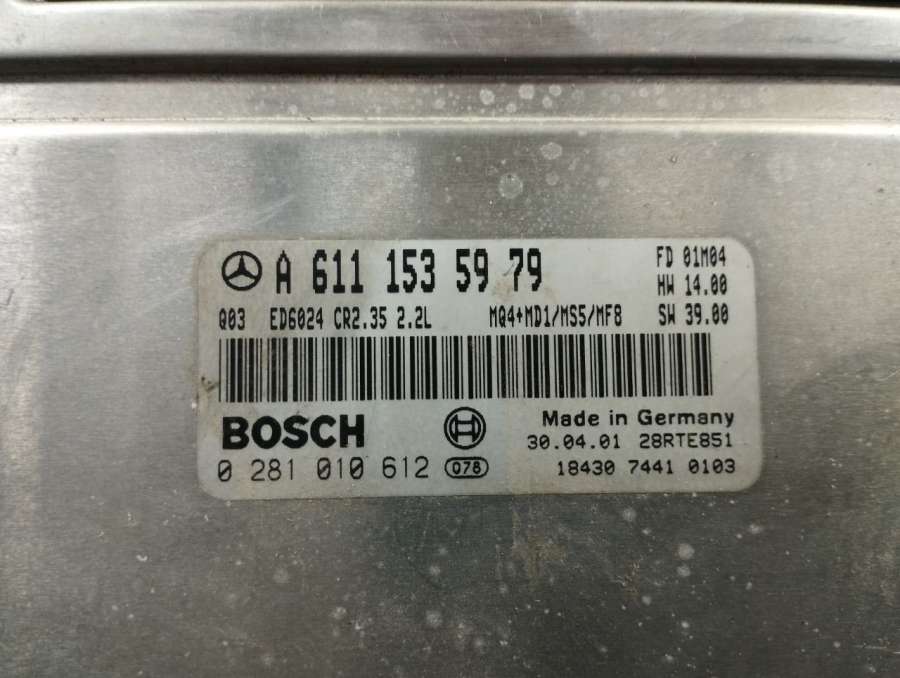 A 611 153 59 79 FD 01M04
HW 14.00
Q03 ED6024 CR2.35 2.2L MQ4+MD1/MS5/MF8 SW 39.00
BOSCH Made in Germany
30.04.01 28RTE851
0 281 010 612 078 18430 7441 0103